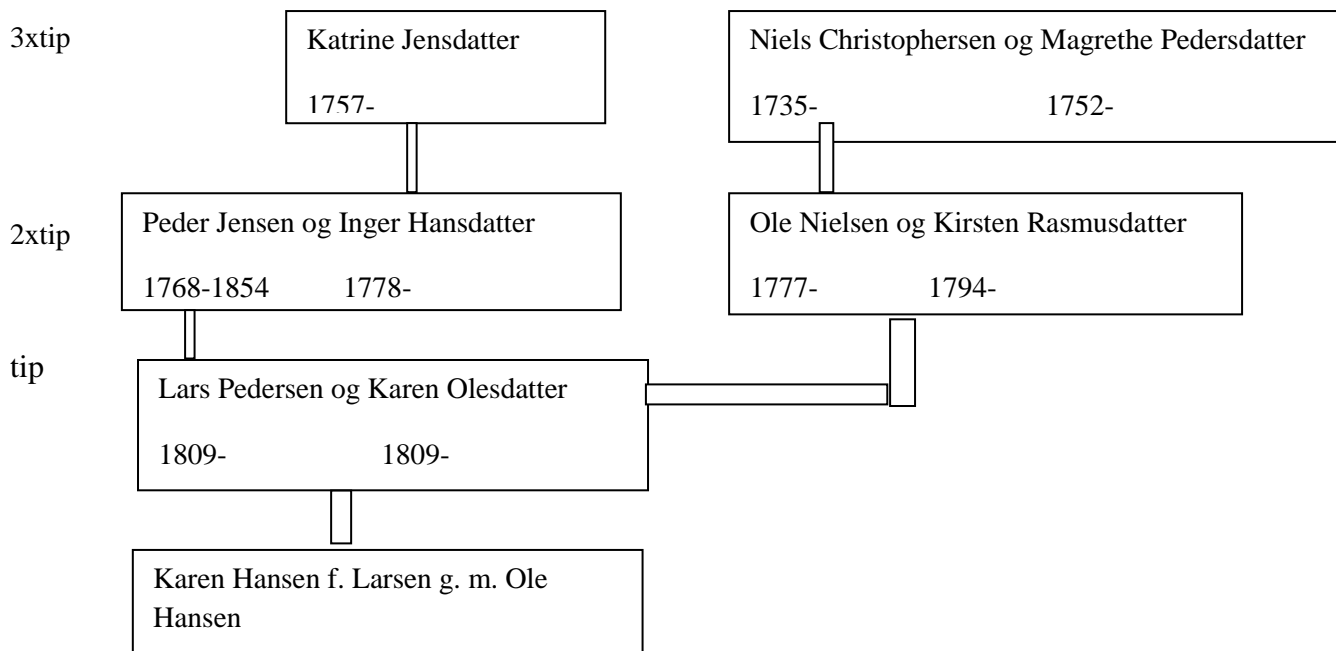 3xtip
Katrine Jensdatter
1757-
Niels Christophersen og Magrethe Pedersdatter
1735- 1752-
2xtip
Peder Jensen og Inger Hansdatter
1768-1854 1778-
Ole Nielsen og Kirsten Rasmusdatter
1777- 1794-
tip
Lars Pedersen og Karen Olesdatter
1809- 1809-
Karen Hansen f. Larsen g. m. Ole
Hansen